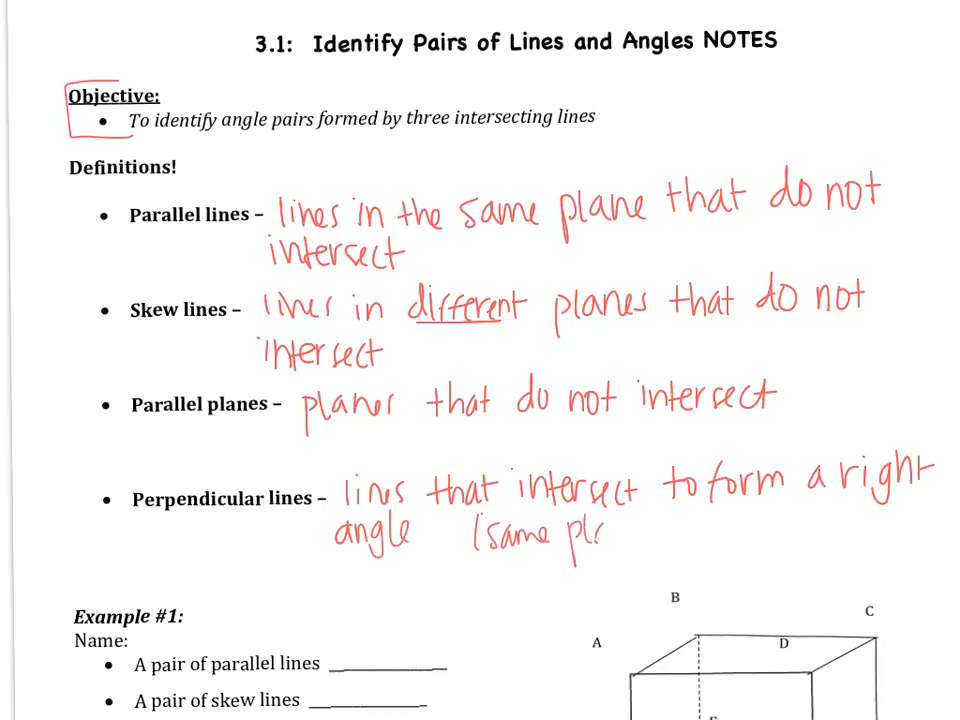 3.1: Identify Pairs of Lines and Angles NOTES
Objective:
• To identify angle pairs formed by three intersecting lines
Definitions!
• Parallel lines – lines in the same plane that do not
intersect
• Skew lines – lines in different planes that do not
intersect
• Parallel planes – planes that do not intersect
• Perpendicular lines – lines that intersect to form a right
angle (same pl
Example #1:
Name:
• A pair of parallel lines ____________
• A pair of skew lines ____________
B
C
A
D